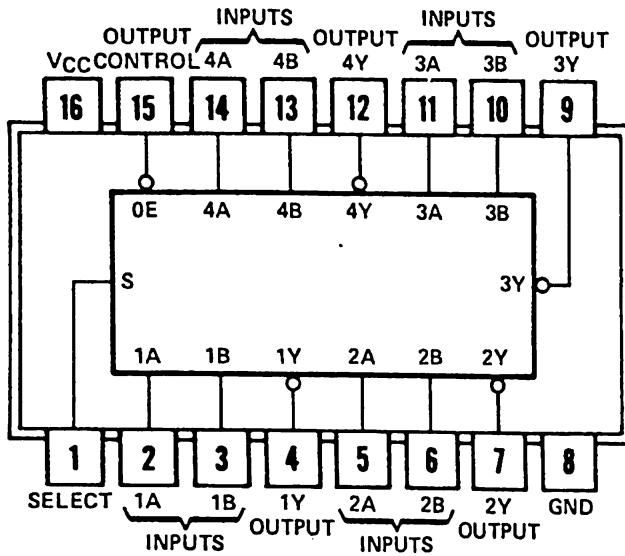 INPUTS INPUTS
OUTPUT OUTPUT OUTPUT
VCC CONTROL 4A 4B 4Y 3A 3B 3Y
16 15 14 13 12 11 10 9
0E 4A 4B 4Y 3A 3B
S 3Y
1A 1B 1Y 2A 2B 2Y
1 2 3 4 5 6 7 8
SELECT 1A 1B 1Y 2A 2B 2Y GND
OUTPUT OUTPUT
INPUTS INPUTS